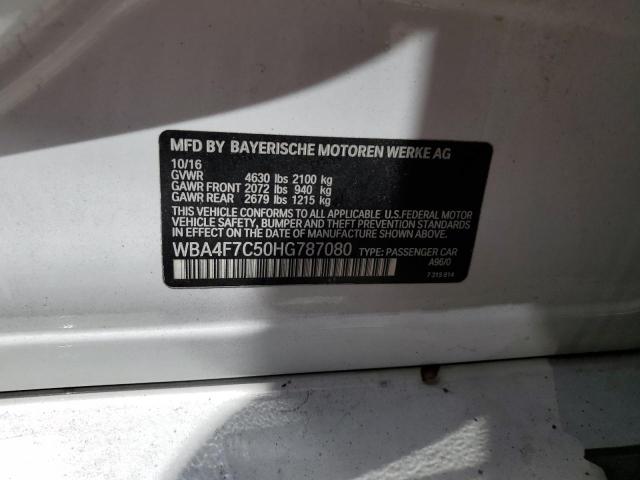 MFD BY BAYERISCHE MOTOREN WERKE AG
10/16
GVWR 4630 lbs 2100 kg
GAWR FRONT 2072 lbs 940 kg
GAWR REAR 2679 lbs 1215 kg
THIS VEHICLE CONFORMS TO ALL APPLICABLE U.S.FEDERAL MOTOR
VEHICLE SAFETY, BUMPER, AND THEFT PREVENTION STANDARDS
IN EFFECT ON THE DATE OF MANUFACTURE SHOWN ABOVE.
WBA4F7C50HG787080 TYPE: PASSENGER CAR
A96/0
7 315 814